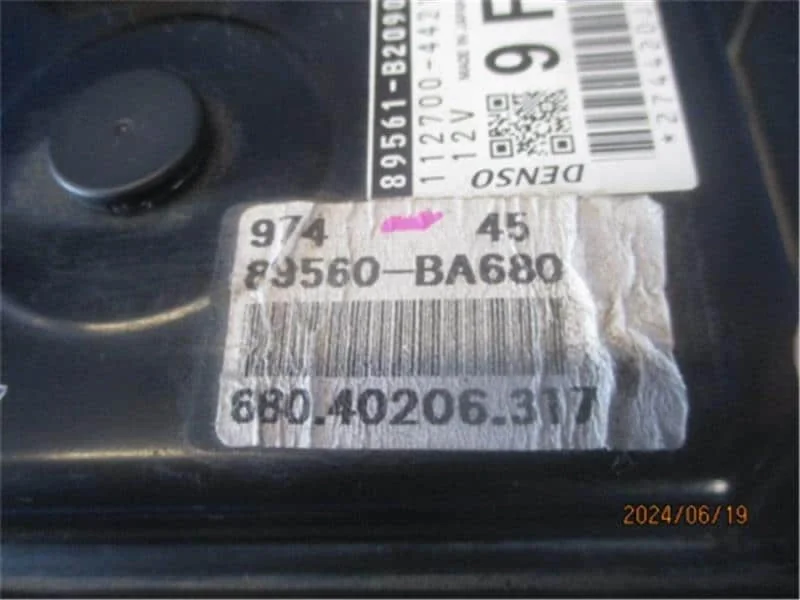 89561-B2090
112700-442
12V
MADE IN JAPAN
9 F
DENSO
974 45
89560-BA680
680.40206.317
2024/06/19